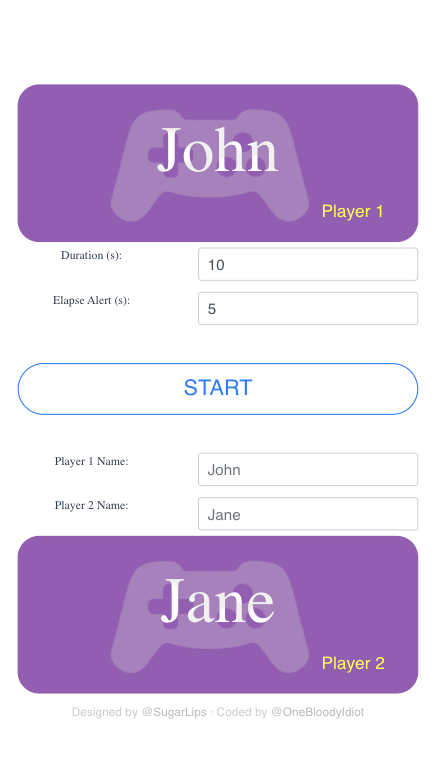 John
Player 1
Duration (s):
10
Elapse Alert (s):
5
START
Player 1 Name:
John
Player 2 Name:
Jane
Jane
Player 2
Designed by @SugarLips · Coded by @OneBloodyIdiot